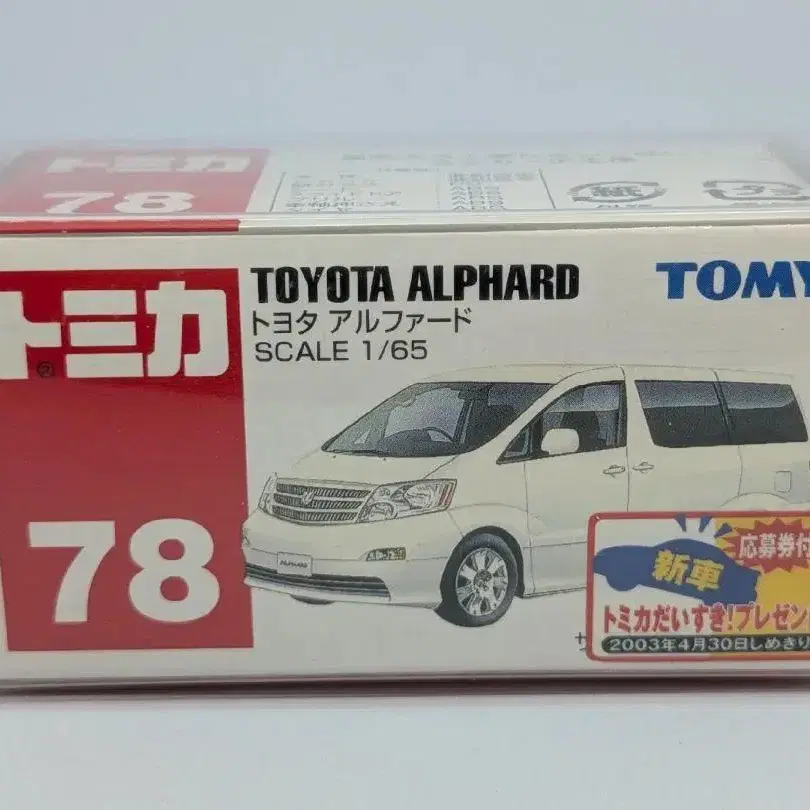 トミカ
78
トミカ
78
TOYOTA ALPHARD
トヨタ アルファード
SCALE 1/65
TOMY
ALPHARD
新車
応募券付
トミカだいすき!プレゼン
2003年4月30日しめきり
サ